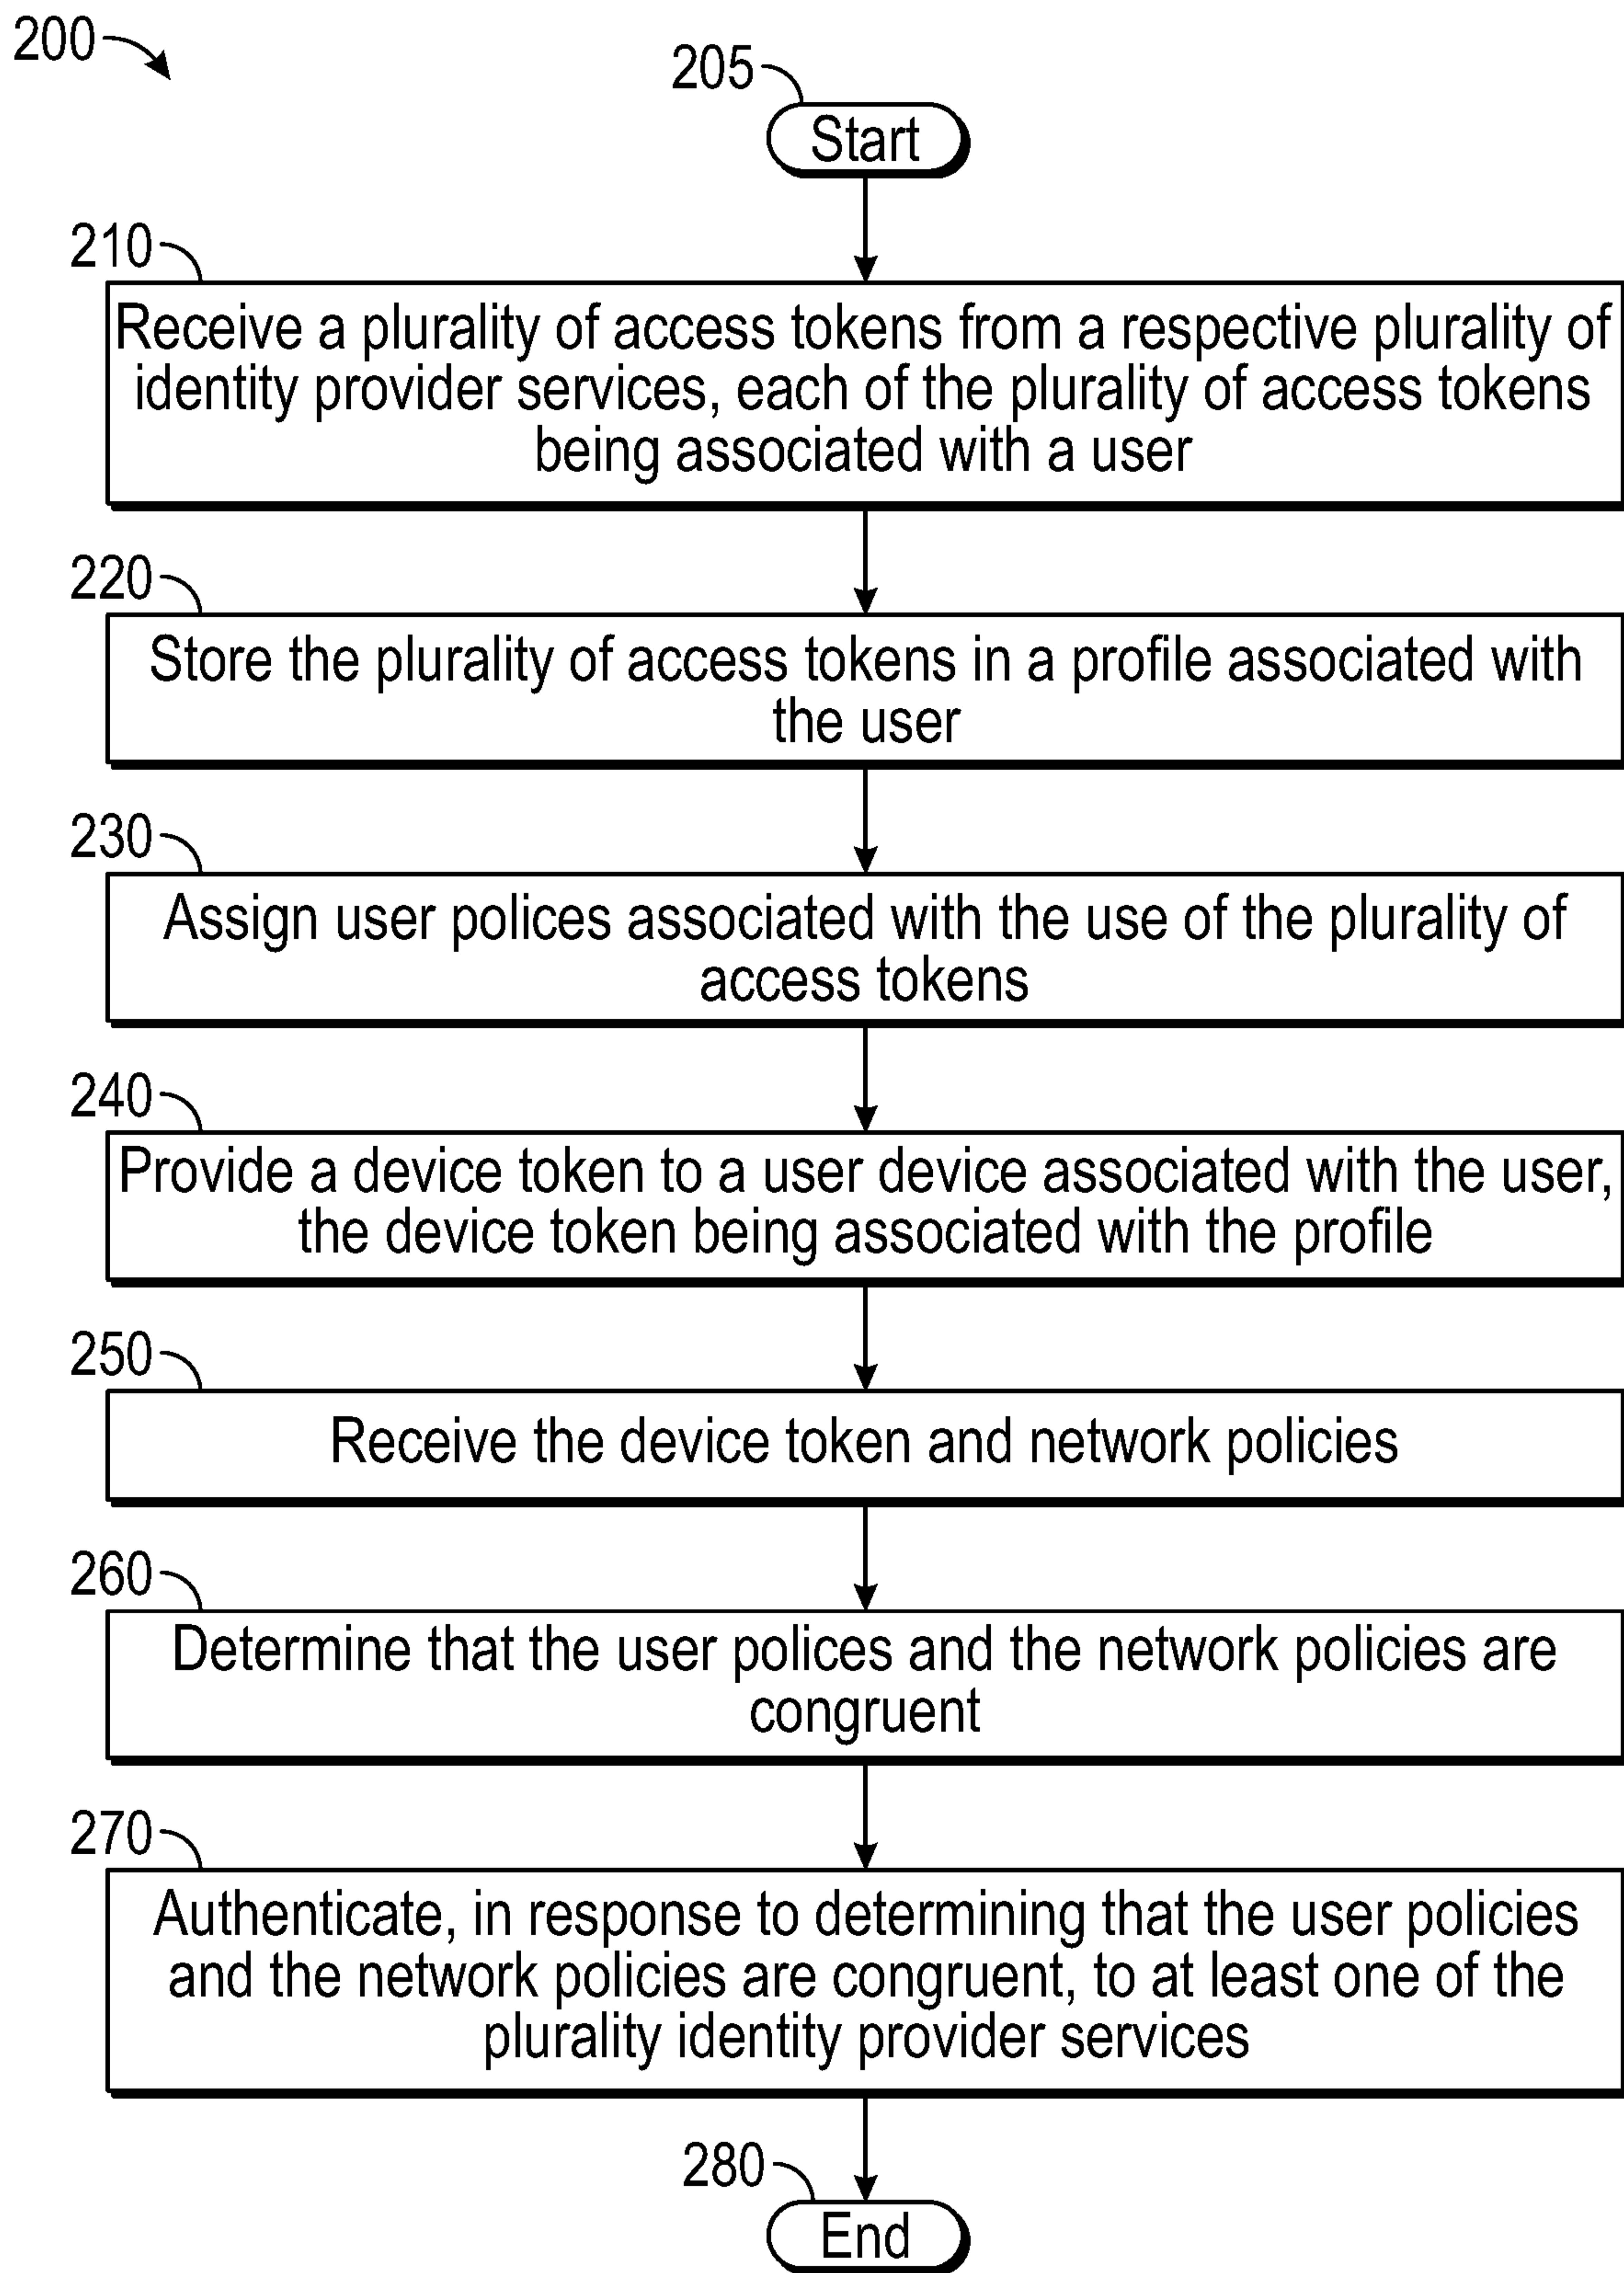 200
205
Start
210
Receive a plurality of access tokens from a respective plurality of
identity provider services, each of the plurality of access tokens
being associated with a user
220
Store the plurality of access tokens in a profile associated with
the user
230
Assign user polices associated with the use of the plurality of
access tokens
240
Provide a device token to a user device associated with the user,
the device token being associated with the profile
250
Receive the device token and network policies
260
Determine that the user polices and the network policies are
congruent
270
Authenticate, in response to determining that the user policies
and the network policies are congruent, to at least one of the
plurality identity provider services
280
End